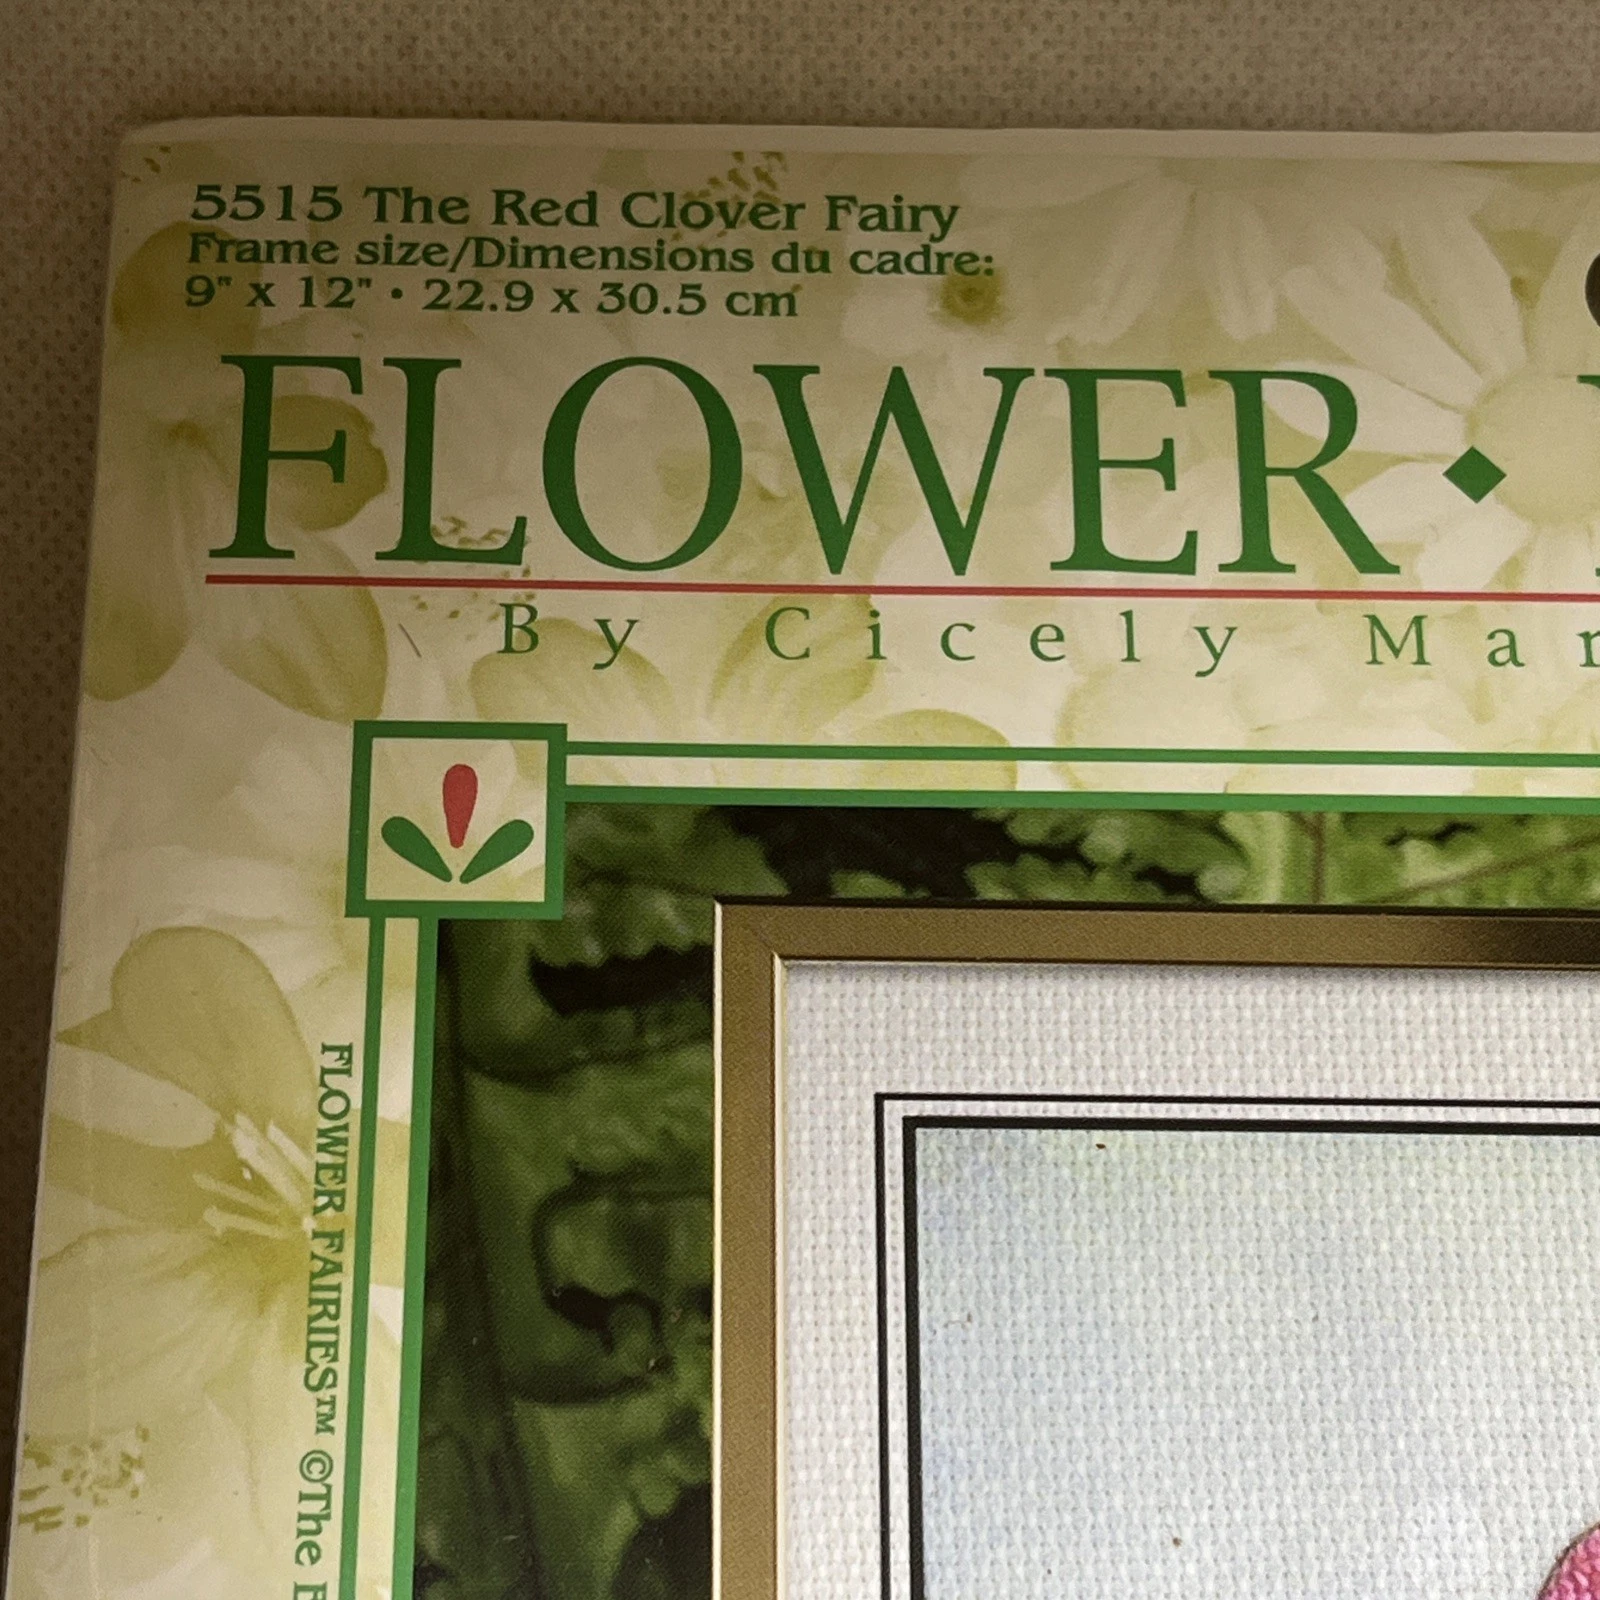 5515 The Red Clover Fairy
Frame size/Dimensions du cadre:
9" x 12" • 22.9 x 30.5 cm
FLOWER
By Cicely Mar
FLOWER FAIRIES™ ©The